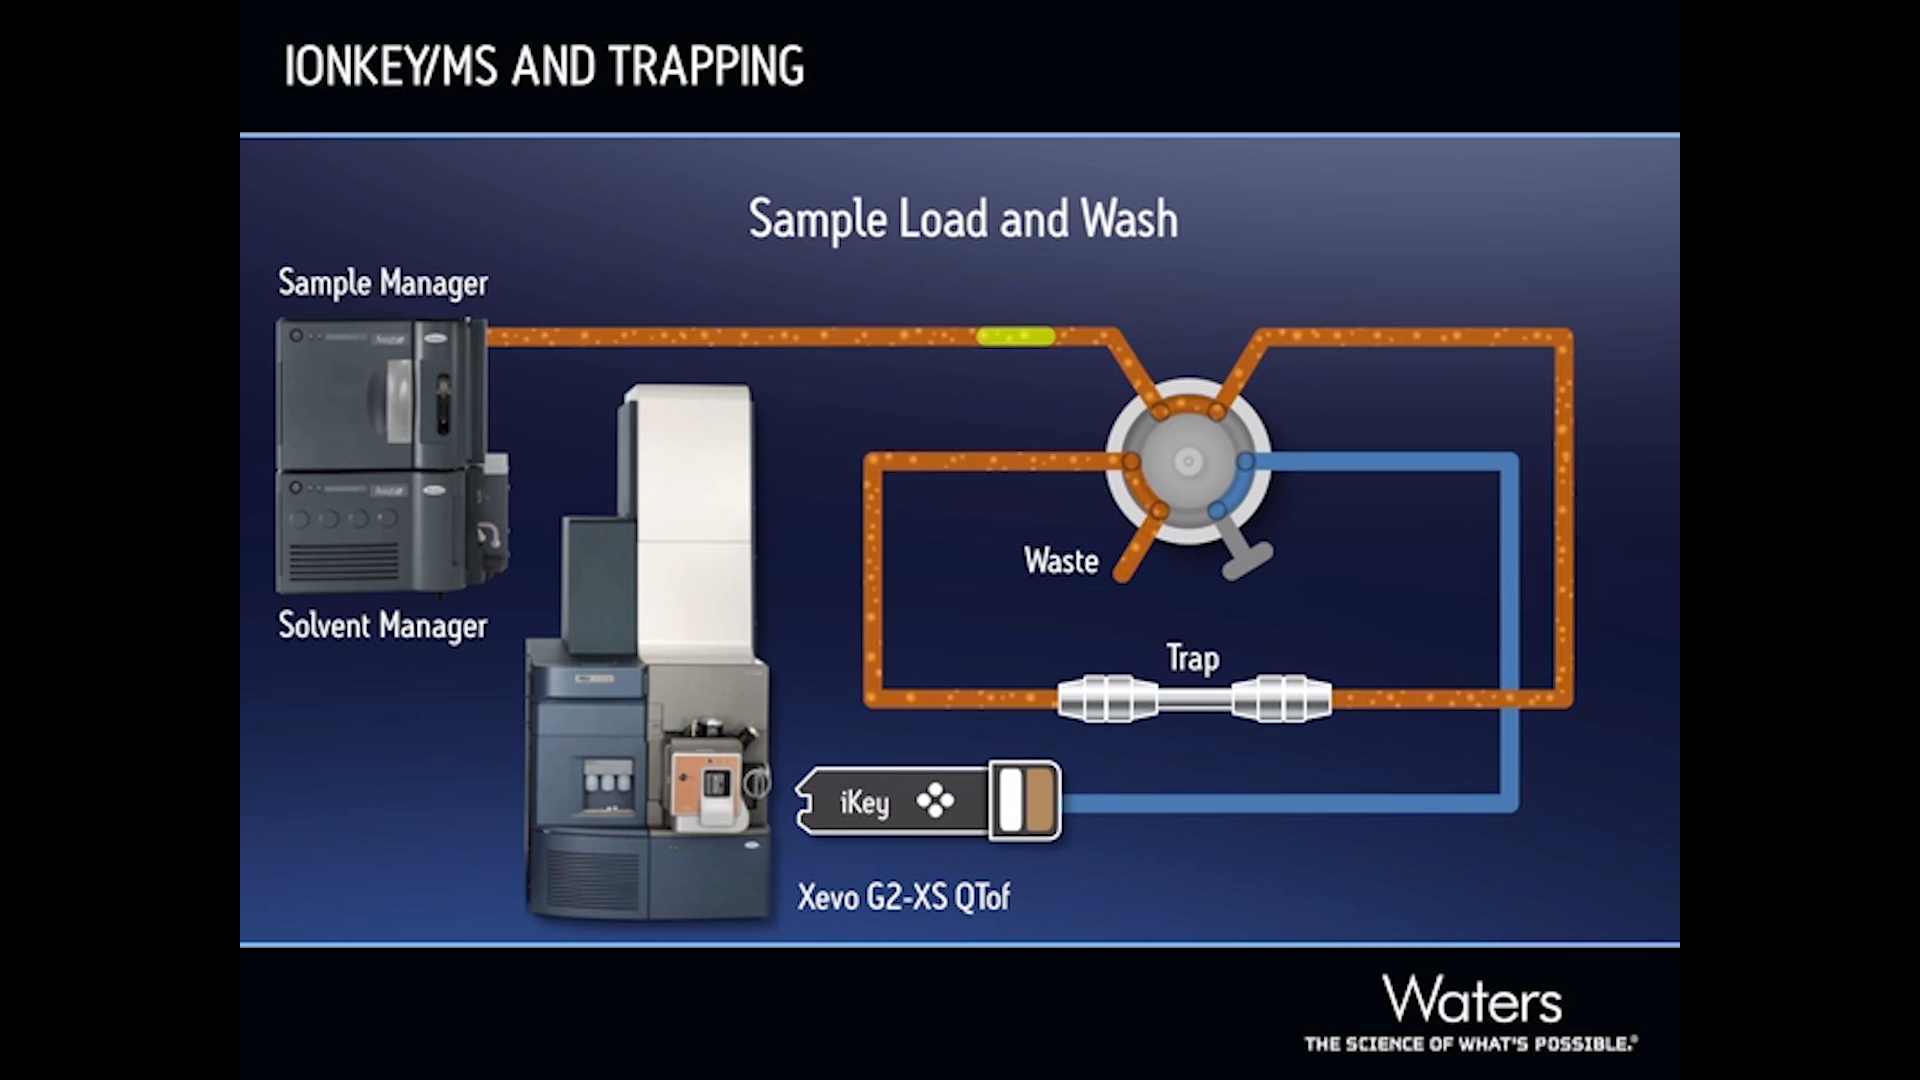 IONKEY/MS AND TRAPPING
Sample Load and Wash
Sample Manager
Solvent Manager
Waste
Trap
iKey
Xevo G2-XS QTof
Waters
THE SCIENCE OF WHAT'S POSSIBLE.®